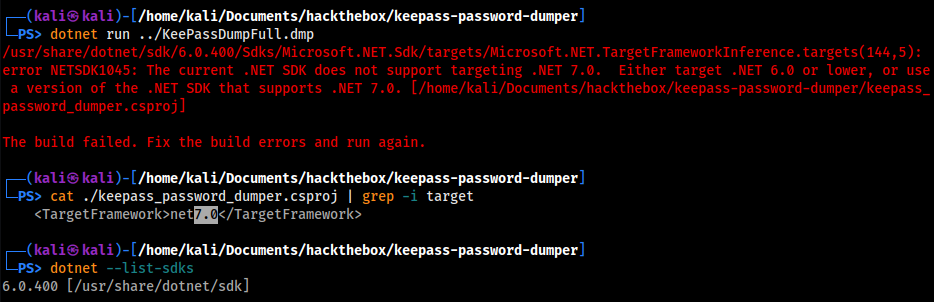 ┌──(kali㉿kali)-[/home/kali/Documents/hackthebox/keepass-password-dumper]
└─PS> dotnet run ../KeePassDumpFull.dmp
/usr/share/dotnet/sdk/6.0.400/Sdks/Microsoft.NET.Sdk/targets/Microsoft.NET.TargetFrameworkInference.targets(144,5):
error NETSDK1045: The current .NET SDK does not support targeting .NET 7.0.  Either target .NET 6.0 or lower, or use
 a version of the .NET SDK that supports .NET 7.0. [/home/kali/Documents/hackthebox/keepass-password-dumper/keepass_
password_dumper.csproj]
The build failed. Fix the build errors and run again.
┌──(kali㉿kali)-[/home/kali/Documents/hackthebox/keepass-password-dumper]
└─PS> cat ./keepass_password_dumper.csproj | grep -i target
    <TargetFramework>net7.0</TargetFramework>
┌──(kali㉿kali)-[/home/kali/Documents/hackthebox/keepass-password-dumper]
└─PS> dotnet --list-sdks
6.0.400 [/usr/share/dotnet/sdk]